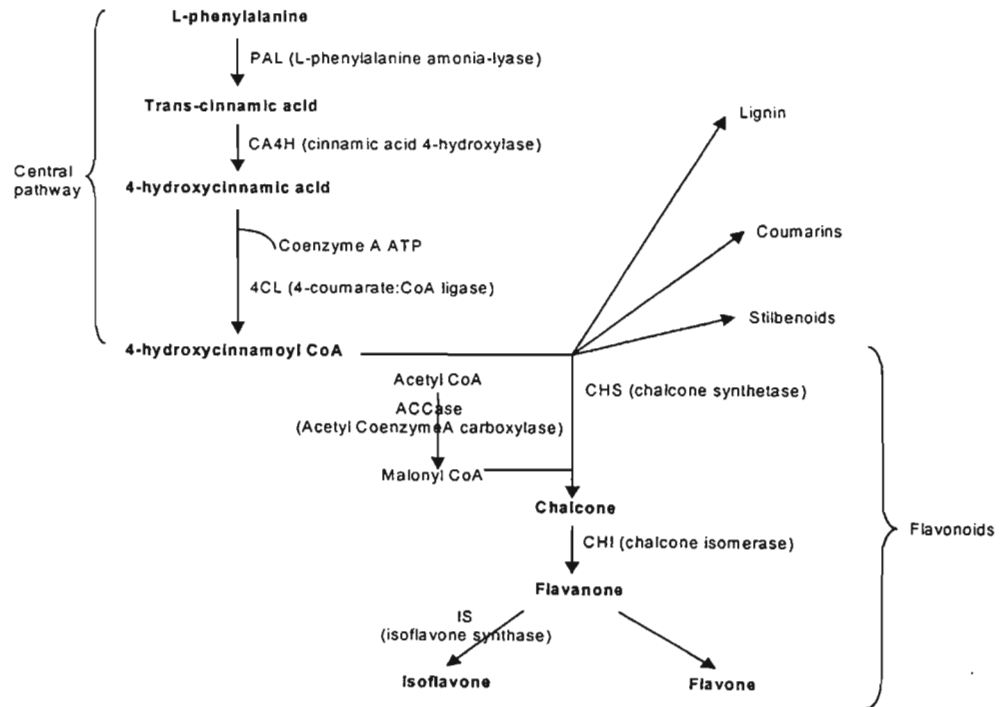 L-phenylalanine
PAL (L-phenylalanine amonia-lyase)
Trans-cinnamic acid
CA4H (cinnamic acid 4-hydroxylase)
Central
pathway
4-hydroxycinnamic acid
Coenzyme A ATP
4CL (4-coumarate:CoA ligase)
4-hydroxycinnamoyl CoA
Lignin
Coumarins
Stilbenoids
Acetyl CoA
ACCase
(Acetyl CoenzymeA carboxylase)
Malonyl CoA
CHS (chalcone synthetase)
Chalcone
CHI (chalcone isomerase)
Flavanone
IS
(isoflavone synthase)
Isoflavone
Flavone
Flavonoids